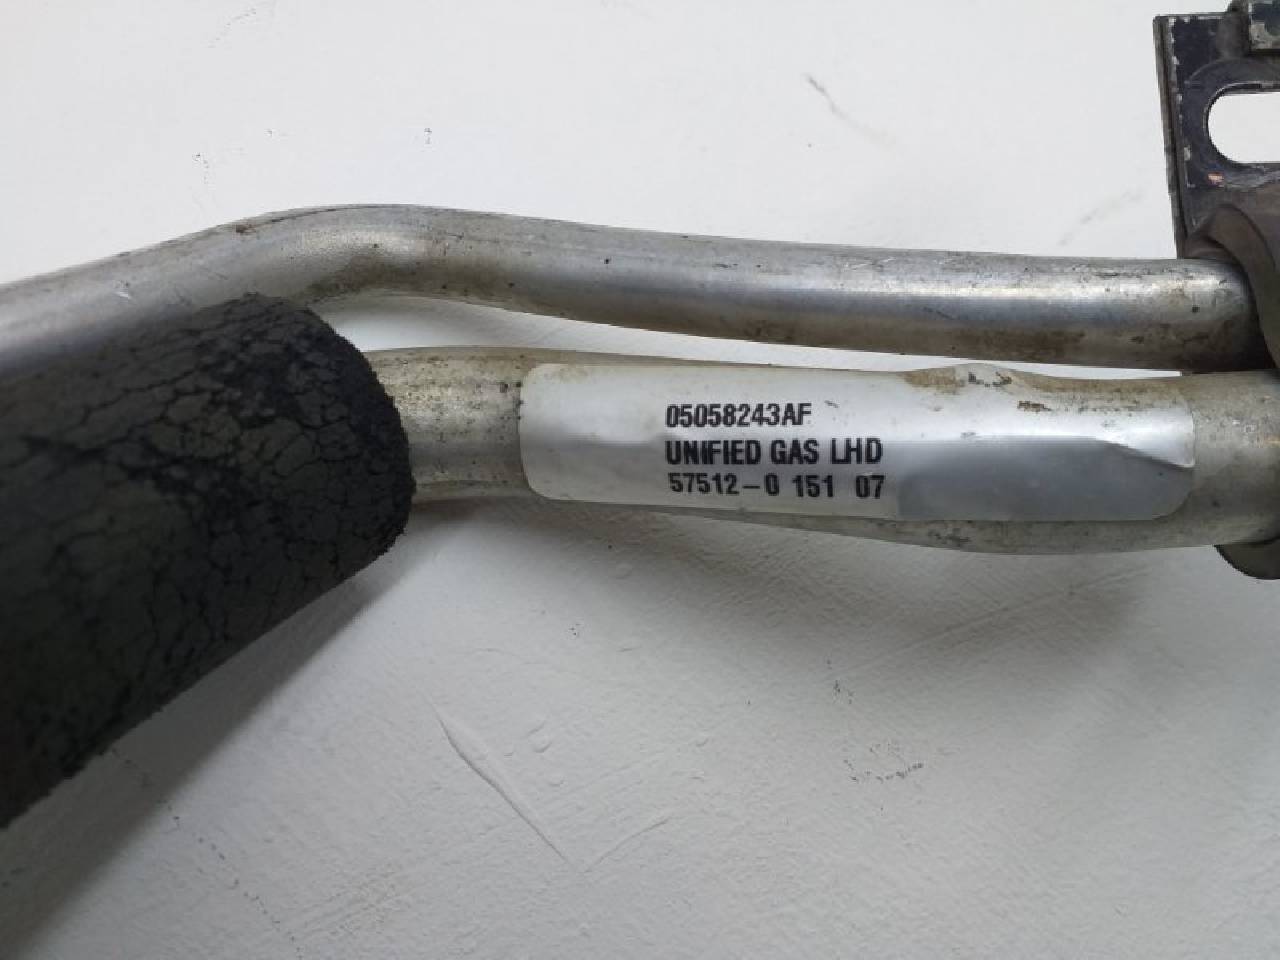 05058243AF
UNIFIED GAS LHD
57512-0 151 07